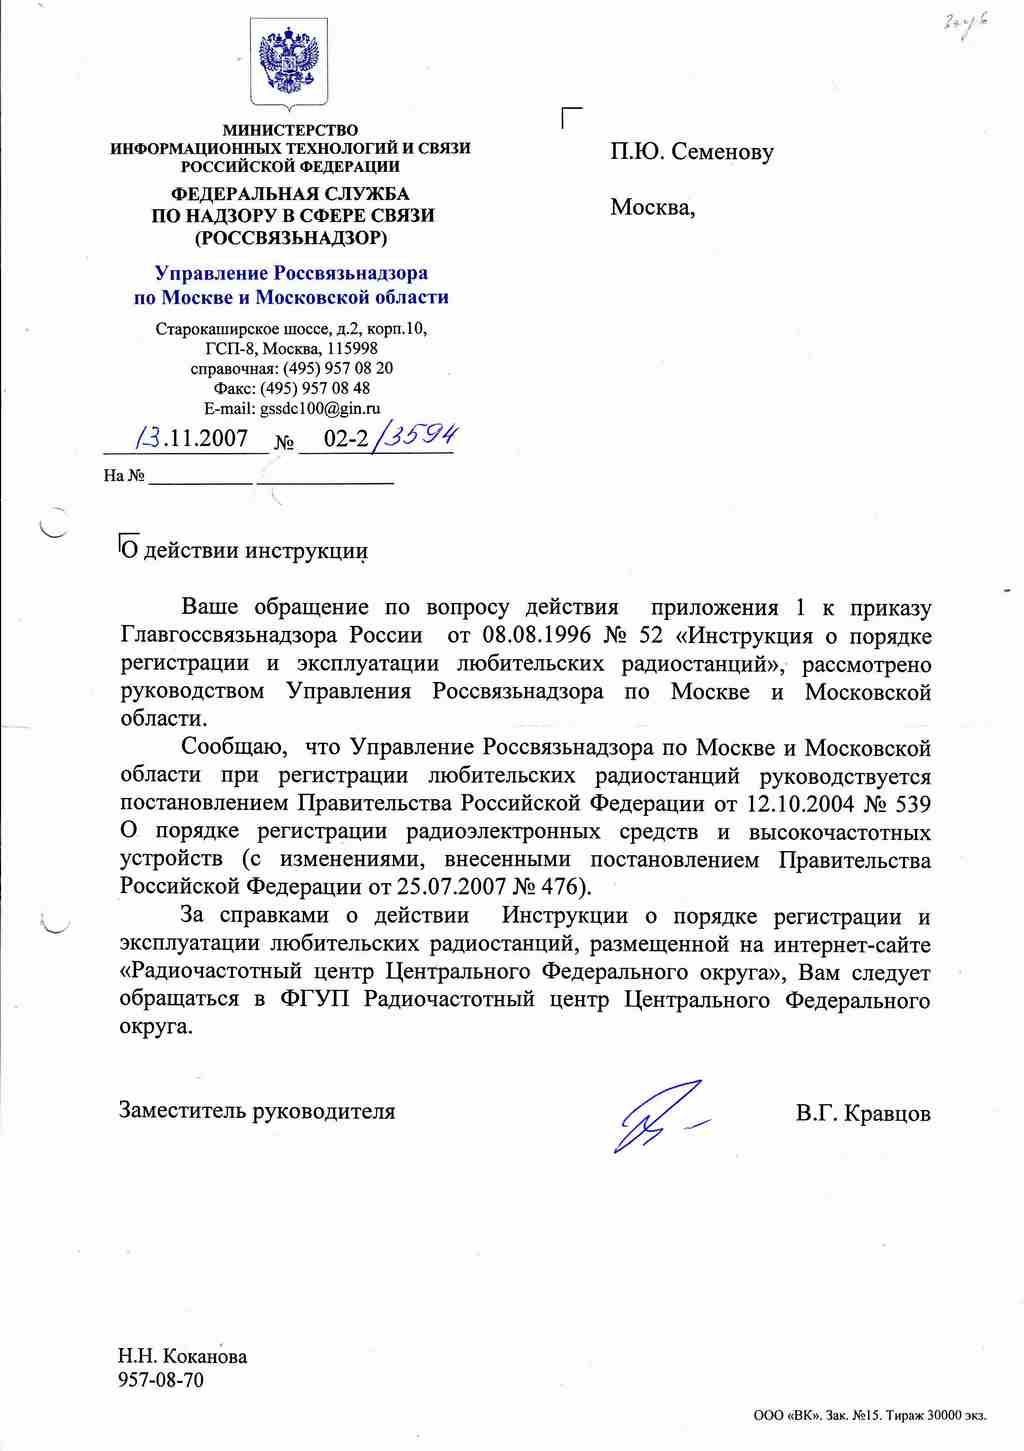 МИНИСТЕРСТВО
ИНФОРМАЦИОННЫХ ТЕХНОЛОГИЙ И СВЯЗИ
РОССИЙСКОЙ ФЕДЕРАЦИИ
ФЕДЕРАЛЬНАЯ СЛУЖБА
ПО НАДЗОРУ В СФЕРЕ СВЯЗИ
(РОССВЯЗЬНАДЗОР)
Управление Россвязьнадзора
по Москве и Московской области
Старокаширское шоссе, д.2, корп.10,
ГСП-8, Москва, 115998
справочная: (495) 957 08 20
Факс: (495) 957 08 48
E-mail: gssdc100@gin.ru
13.11.2007 № 02-2/3594
На №
П.Ю. Семенову
Москва,
О действии инструкции
Ваше обращение по вопросу действия приложения 1 к приказу
Главгоссвязьнадзора России от 08.08.1996 № 52 «Инструкция о порядке
регистрации и эксплуатации любительских радиостанций», рассмотрено
руководством Управления Россвязьнадзора по Москве и Московской
области.
Сообщаю, что Управление Россвязьнадзора по Москве и Московской
области при регистрации любительских радиостанций руководствуется
постановлением Правительства Российской Федерации от 12.10.2004 № 539
О порядке регистрации радиоэлектронных средств и высокочастотных
устройств (с изменениями, внесенными постановлением Правительства
Российской Федерации от 25.07.2007 № 476).
За справками о действии Инструкции о порядке регистрации и
эксплуатации любительских радиостанций, размещенной на интернет-сайте
«Радиочастотный центр Центрального Федерального округа», Вам следует
обращаться в ФГУП Радиочастотный центр Центрального Федерального
округа.
Заместитель руководителя В.Г. Кравцов
Н.Н. Коканова
957-08-70
ООО «ВК». Зак. №15. Тираж 30000 экз.